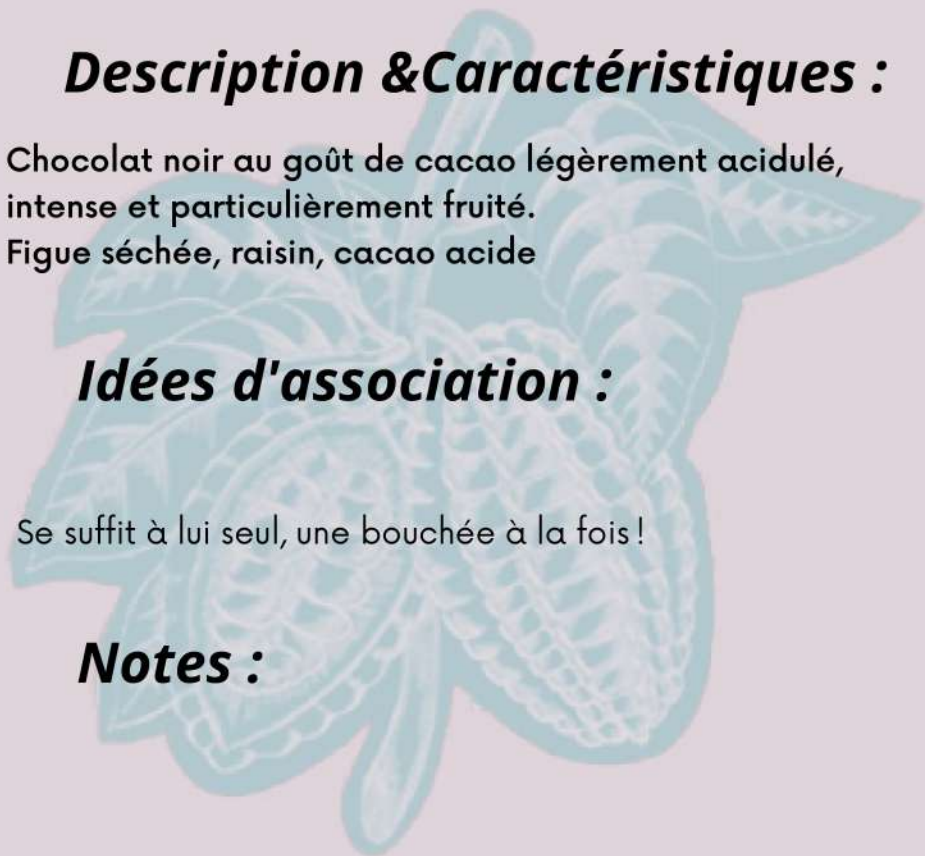 Description &Caractéristiques :
Chocolat noir au goût de cacao légèrement acidulé,
intense et particulièrement fruité.
Figue séchée, raisin, cacao acide
Idées d'association :
Se suffit à lui seul, une bouchée à la fois !
Notes :